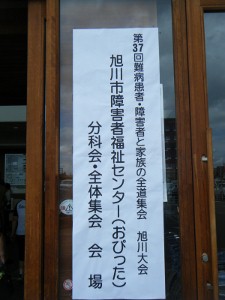 第37回難病患者・障害者と家族の全道集会　旭川大会
旭川市障害者福祉センター(おぴった)
分科会・全体集会　会　場